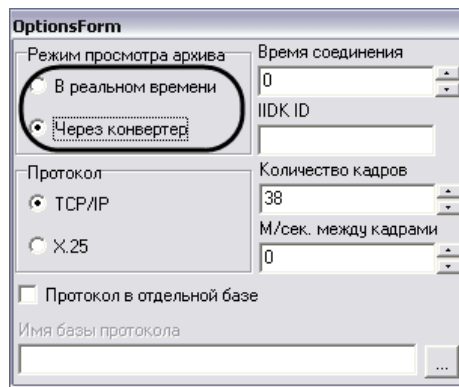 OptionsForm
Режим просмотра архива
В реальном времени
Через конвертер
Время соединения
0
IIDK ID
Протокол
TCP/IP
X.25
Количество кадров
38
М/сек. между кадрами
0
Протокол в отдельной базе
Имя базы протокола
...